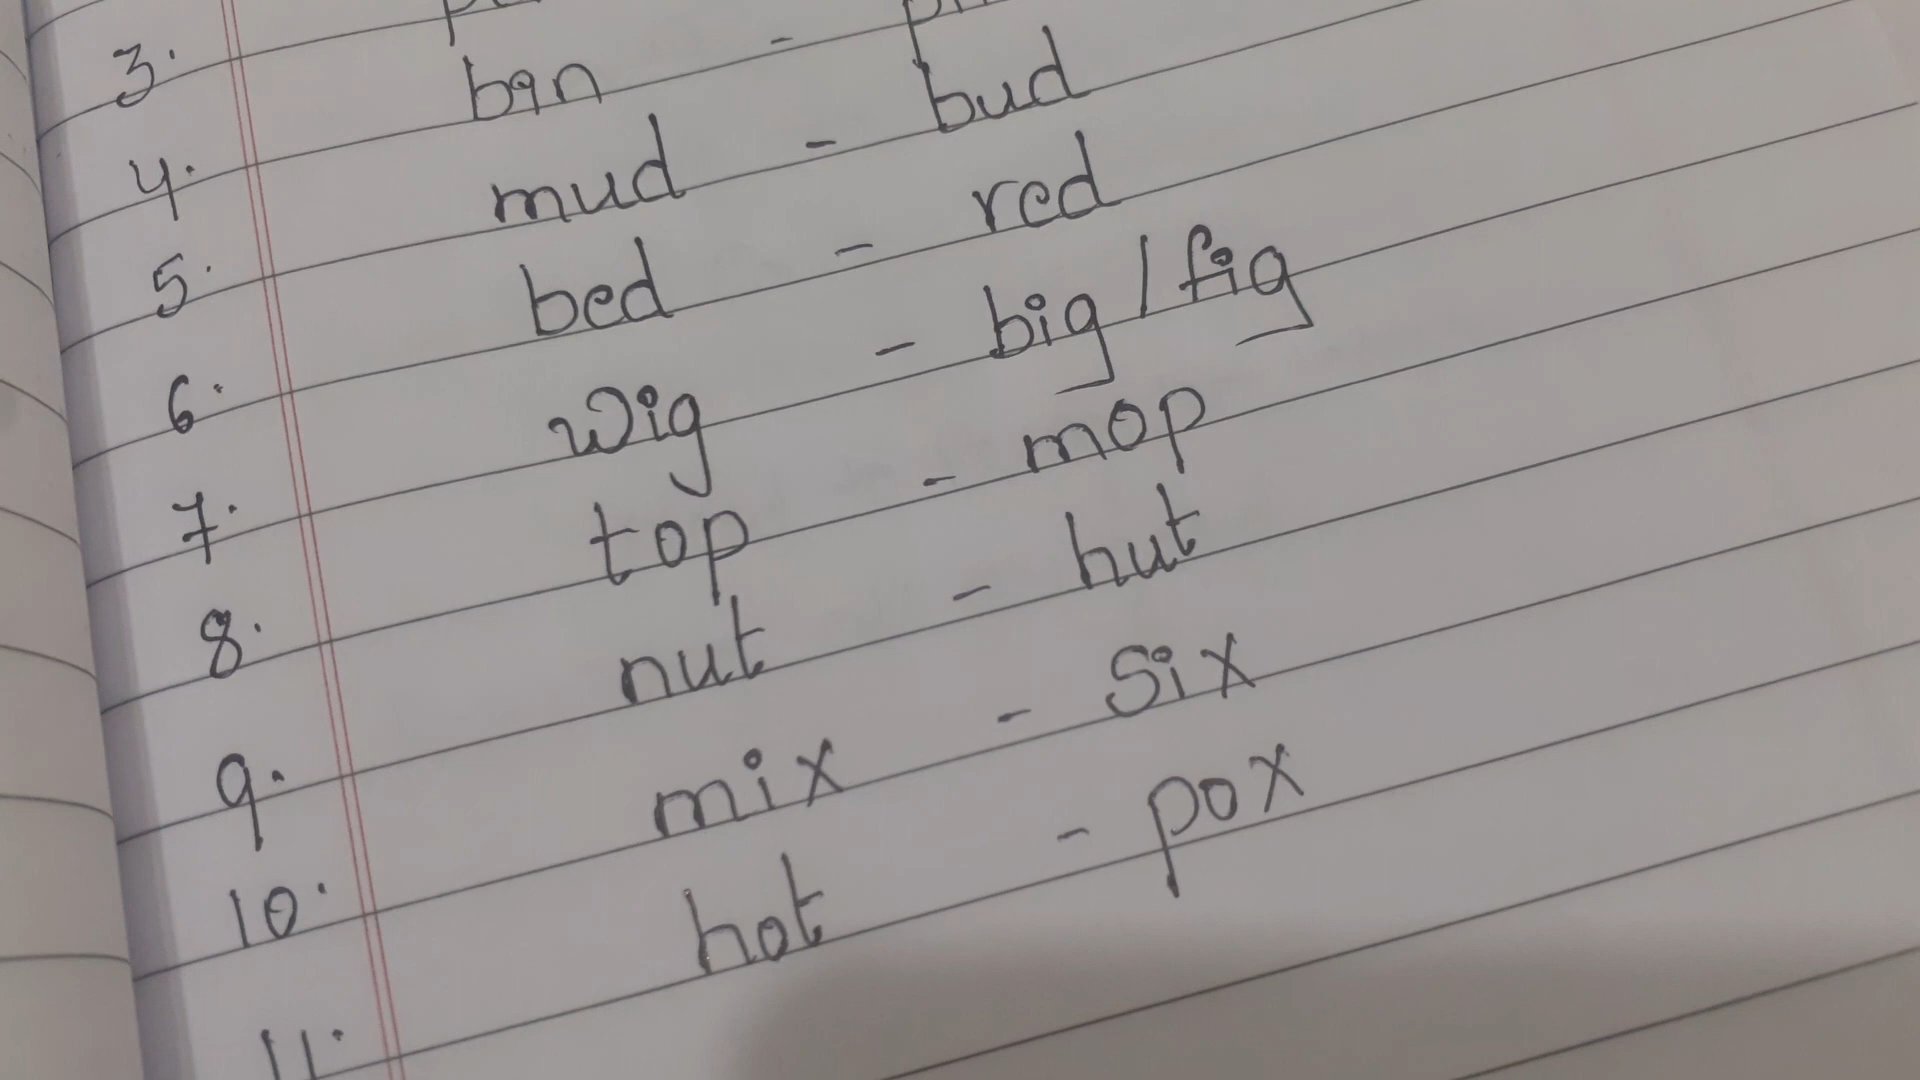 3.
4. bin -
5. mud - bud
6. bed - red
7. wig - big / fig
8. top - mop
9. nut - hut
10. mix - six
11. hot - pox